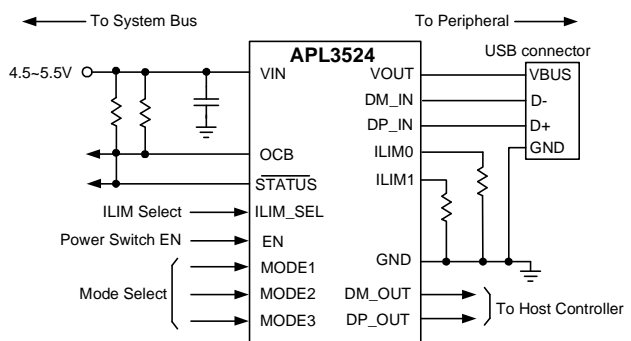 To System Bus
To Peripheral
APL3524
USB connector
4.5~5.5V
VIN
VOUT
VBUS
DM_IN
D-
DP_IN
D+
OCB
ILIM0
GND
STATUS
ILIM1
ILIM Select
ILIM_SEL
Power Switch EN
EN
GND
MODE1
Mode Select
MODE2
DM_OUT
To Host Controller
MODE3
DP_OUT